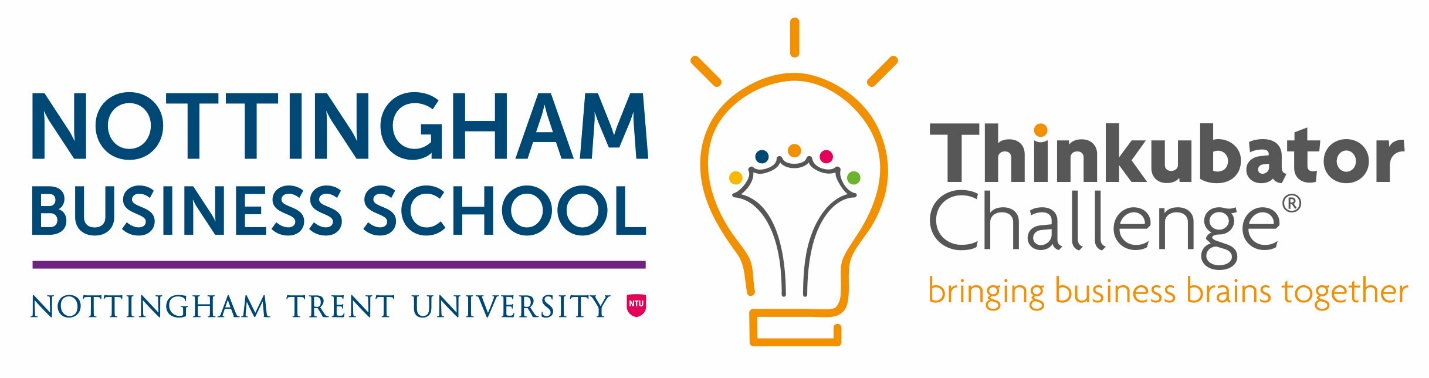 NOTTINGHAM
BUSINESS SCHOOL
NOTTINGHAM TRENT UNIVERSITY NTU
Thinkubator
Challenge®
bringing business brains together